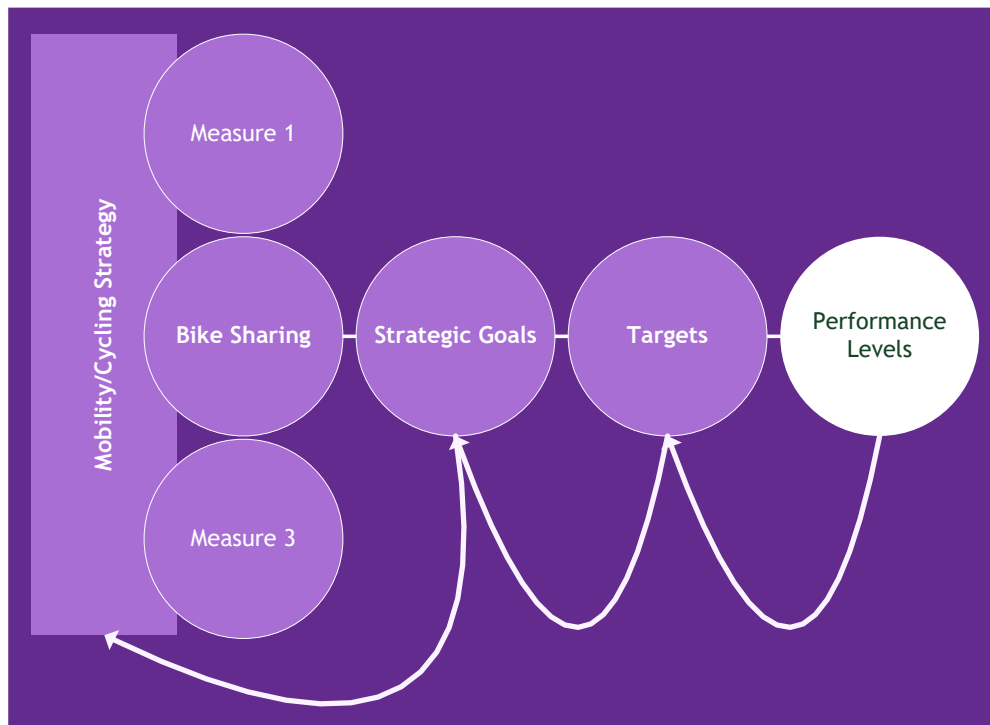 Mobility/Cycling Strategy
Measure 1
Bike Sharing
Strategic Goals
Targets
Performance
Levels
Measure 3